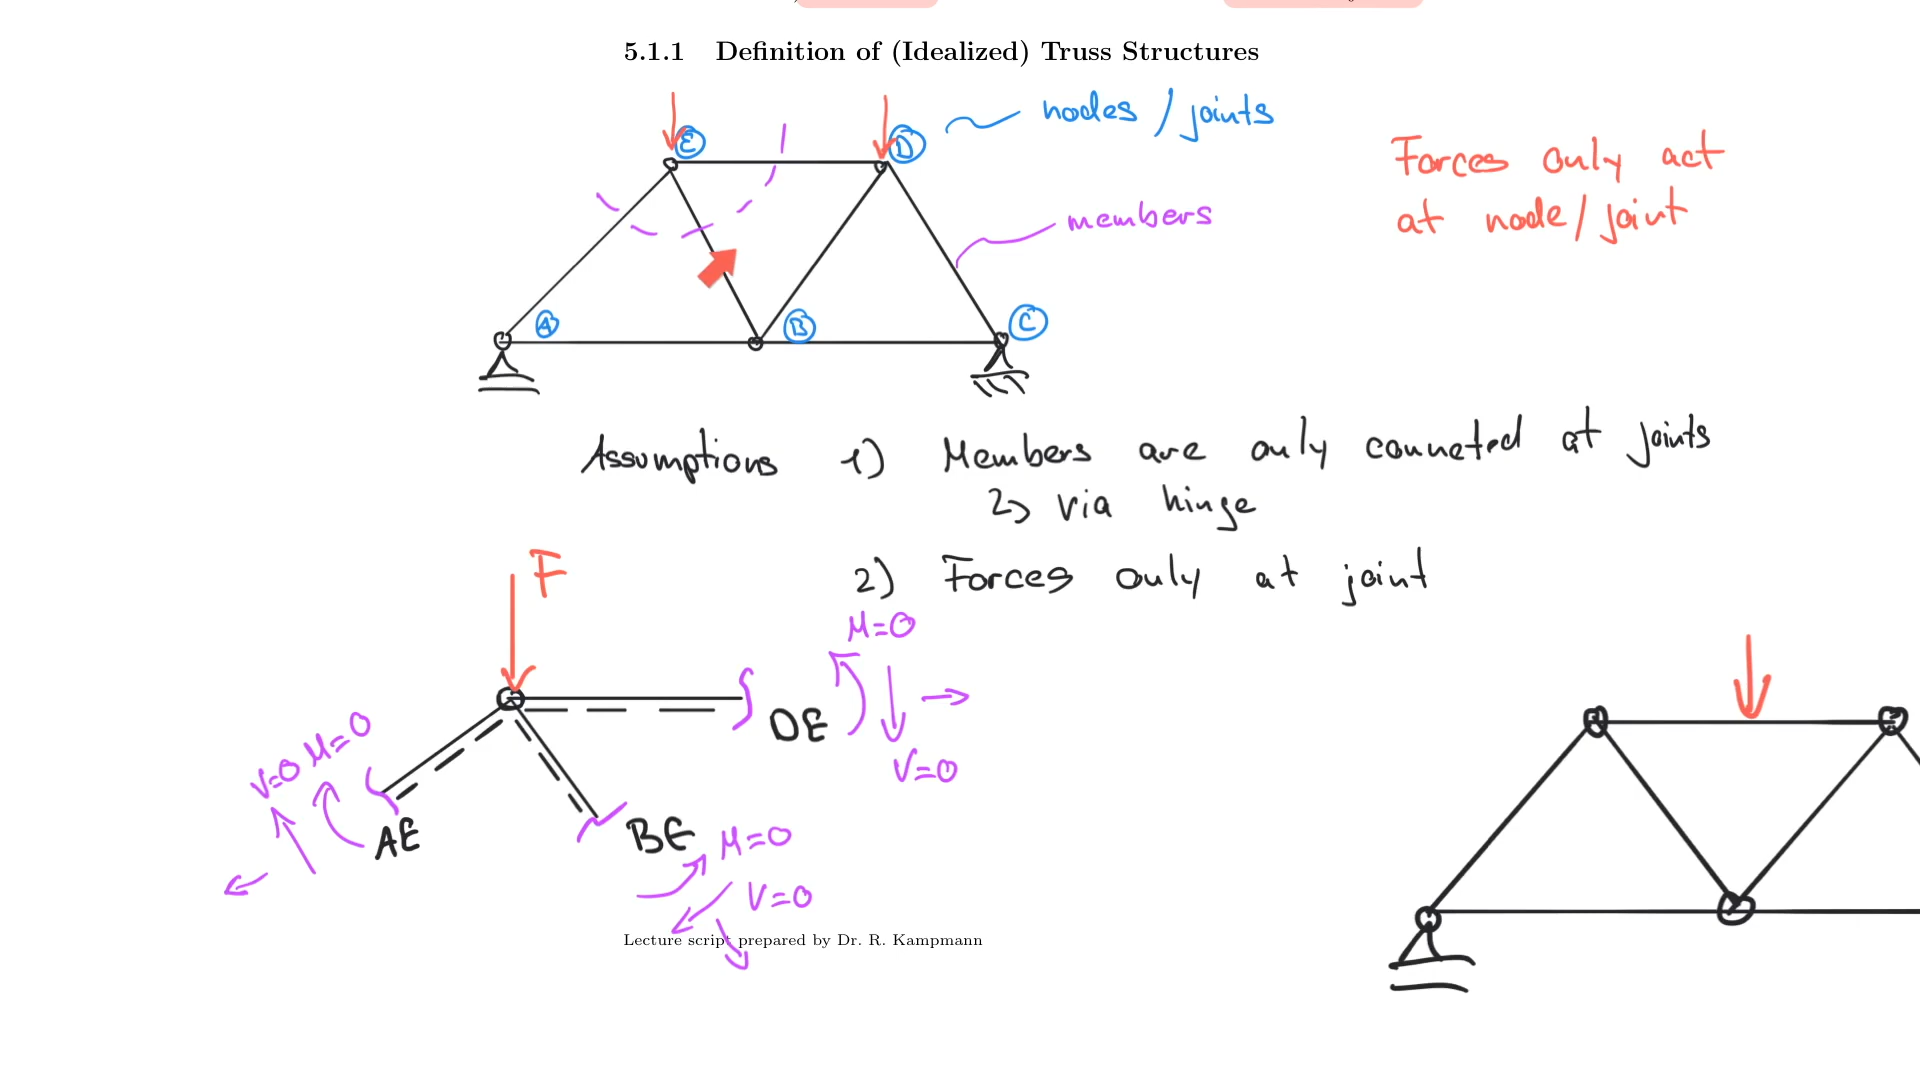 5.1.1 Definition of (Idealized) Truss Structures
nodes / joints
E
D
Forces only act
at node / joint
members
A
B
C
Assumptions 1) Members are only conneted at joints
2) via hinge
F
2) Forces only at joint
M=0
DE
V=0
V=0 M=0
AE
BE M=0
V=0
Lecture script prepared by Dr. R. Kampmann